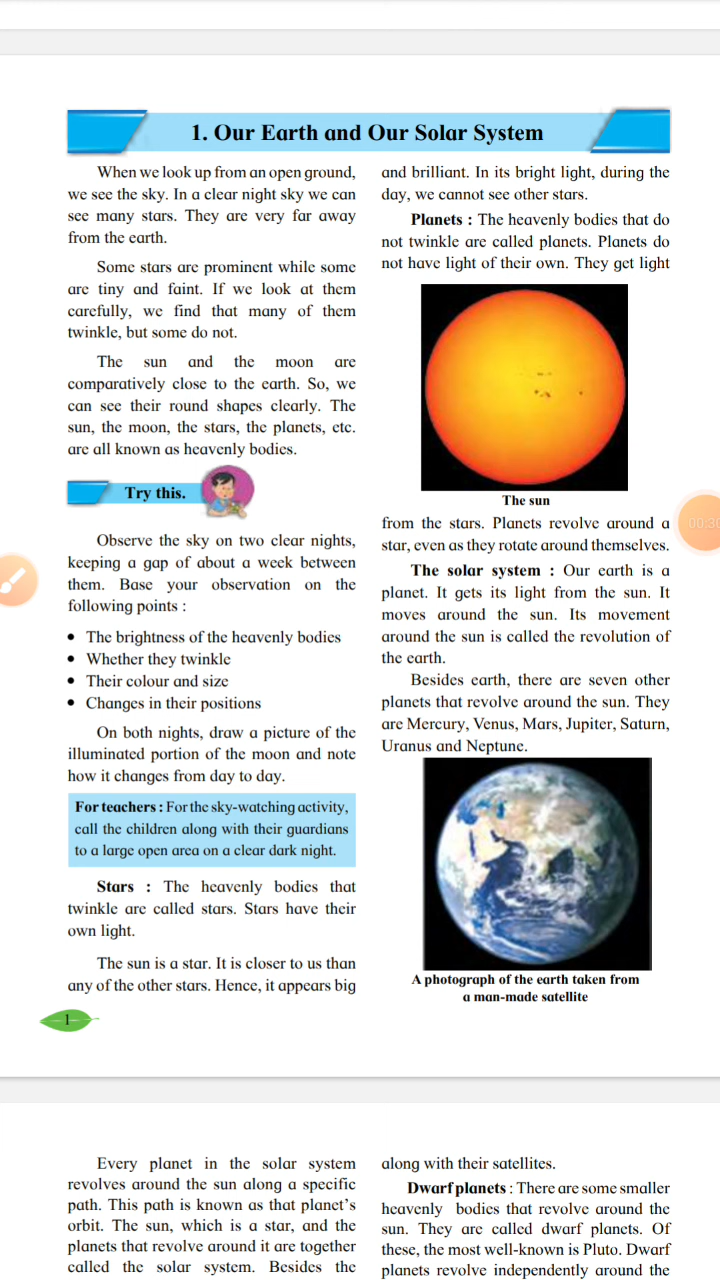 1. Our Earth and Our Solar System
When we look up from an open ground,
we see the sky. In a clear night sky we can
see many stars. They are very far away
from the earth.
Some stars are prominent while some
are tiny and faint. If we look at them
carefully, we find that many of them
twinkle, but some do not.
The sun and the moon are
comparatively close to the earth. So, we
can see their round shapes clearly. The
sun, the moon, the stars, the planets, etc.
are all known as heavenly bodies.
Try this.
Observe the sky on two clear nights,
keeping a gap of about a week between
them. Base your observation on the
following points :
• The brightness of the heavenly bodies
• Whether they twinkle
• Their colour and size
• Changes in their positions
On both nights, draw a picture of the
illuminated portion of the moon and note
how it changes from day to day.
For teachers : For the sky-watching activity,
call the children along with their guardians
to a large open area on a clear dark night.
Stars : The heavenly bodies that
twinkle are called stars. Stars have their
own light.
The sun is a star. It is closer to us than
any of the other stars. Hence, it appears big
and brilliant. In its bright light, during the
day, we cannot see other stars.
Planets : The heavenly bodies that do
not twinkle are called planets. Planets do
not have light of their own. They get light
The sun
from the stars. Planets revolve around a
star, even as they rotate around themselves.
The solar system : Our earth is a
planet. It gets its light from the sun. It
moves around the sun. Its movement
around the sun is called the revolution of
the earth.
Besides earth, there are seven other
planets that revolve around the sun. They
are Mercury, Venus, Mars, Jupiter, Saturn,
Uranus and Neptune.
A photograph of the earth taken from
a man-made satellite
1
Every planet in the solar system
revolves around the sun along a specific
path. This path is known as that planet's
orbit. The sun, which is a star, and the
planets that revolve around it are together
called the solar system. Besides the
along with their satellites.
Dwarf planets : There are some smaller
heavenly bodies that revolve around the
sun. They are called dwarf planets. Of
these, the most well-known is Pluto. Dwarf
planets revolve independently around the